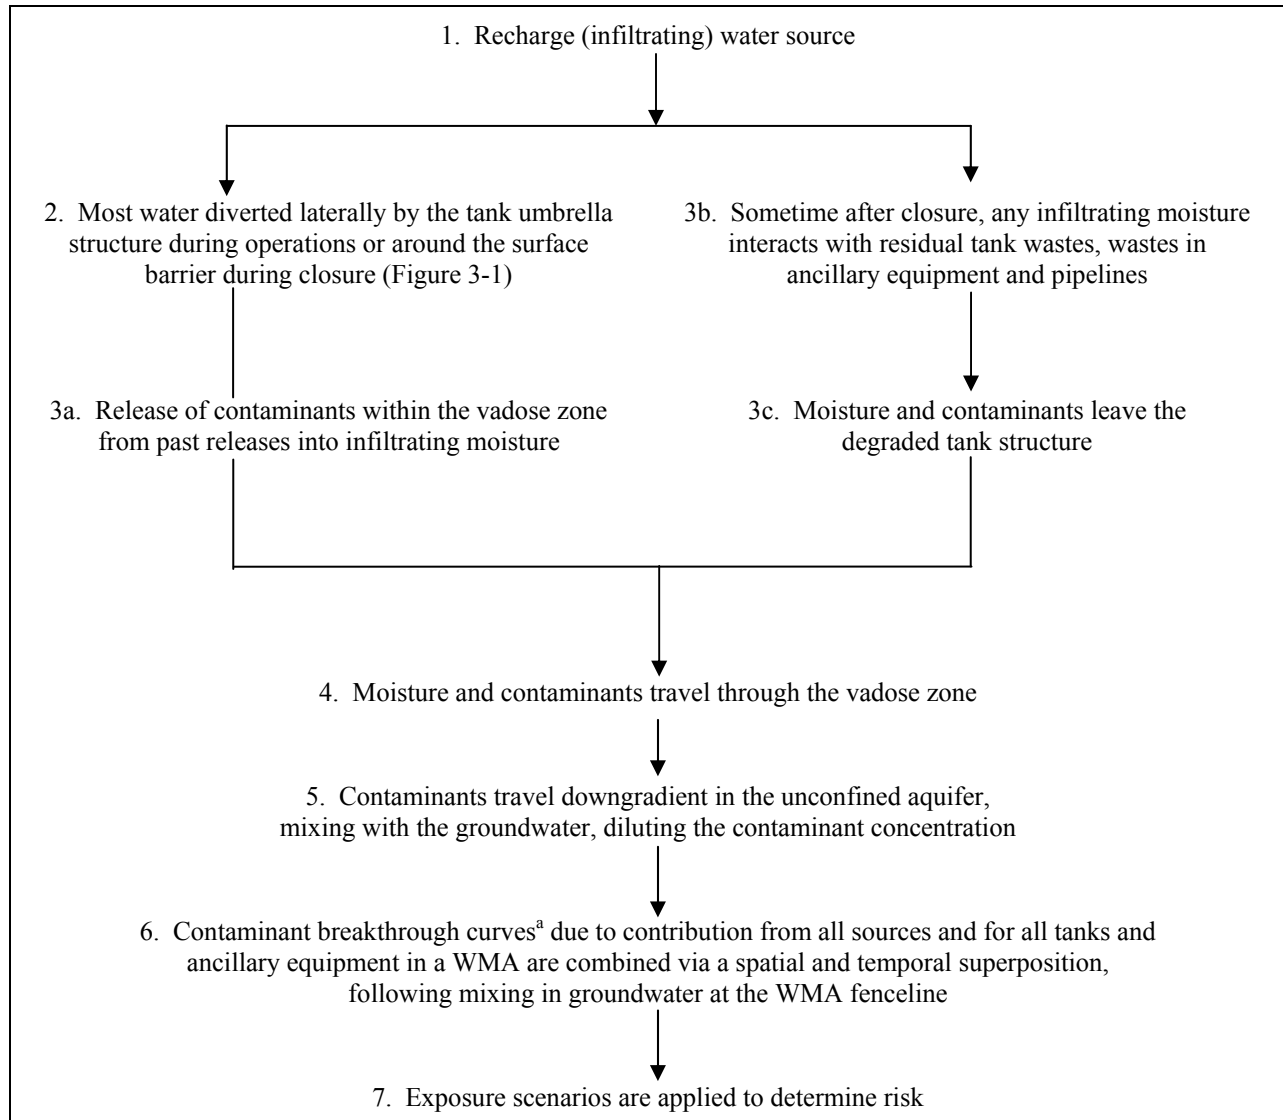 1. Recharge (infiltrating) water source
2. Most water diverted laterally by the tank umbrella
structure during operations or around the surface
barrier during closure (Figure 3-1)
3b. Sometime after closure, any infiltrating moisture
interacts with residual tank wastes, wastes in
ancillary equipment and pipelines
3a. Release of contaminants within the vadose zone
from past releases into infiltrating moisture
3c. Moisture and contaminants leave the
degraded tank structure
4. Moisture and contaminants travel through the vadose zone
5. Contaminants travel downgradient in the unconfined aquifer,
mixing with the groundwater, diluting the contaminant concentration
6. Contaminant breakthrough curvesᵃ due to contribution from all sources and for all tanks and
ancillary equipment in a WMA are combined via a spatial and temporal superposition,
following mixing in groundwater at the WMA fenceline
7. Exposure scenarios are applied to determine risk